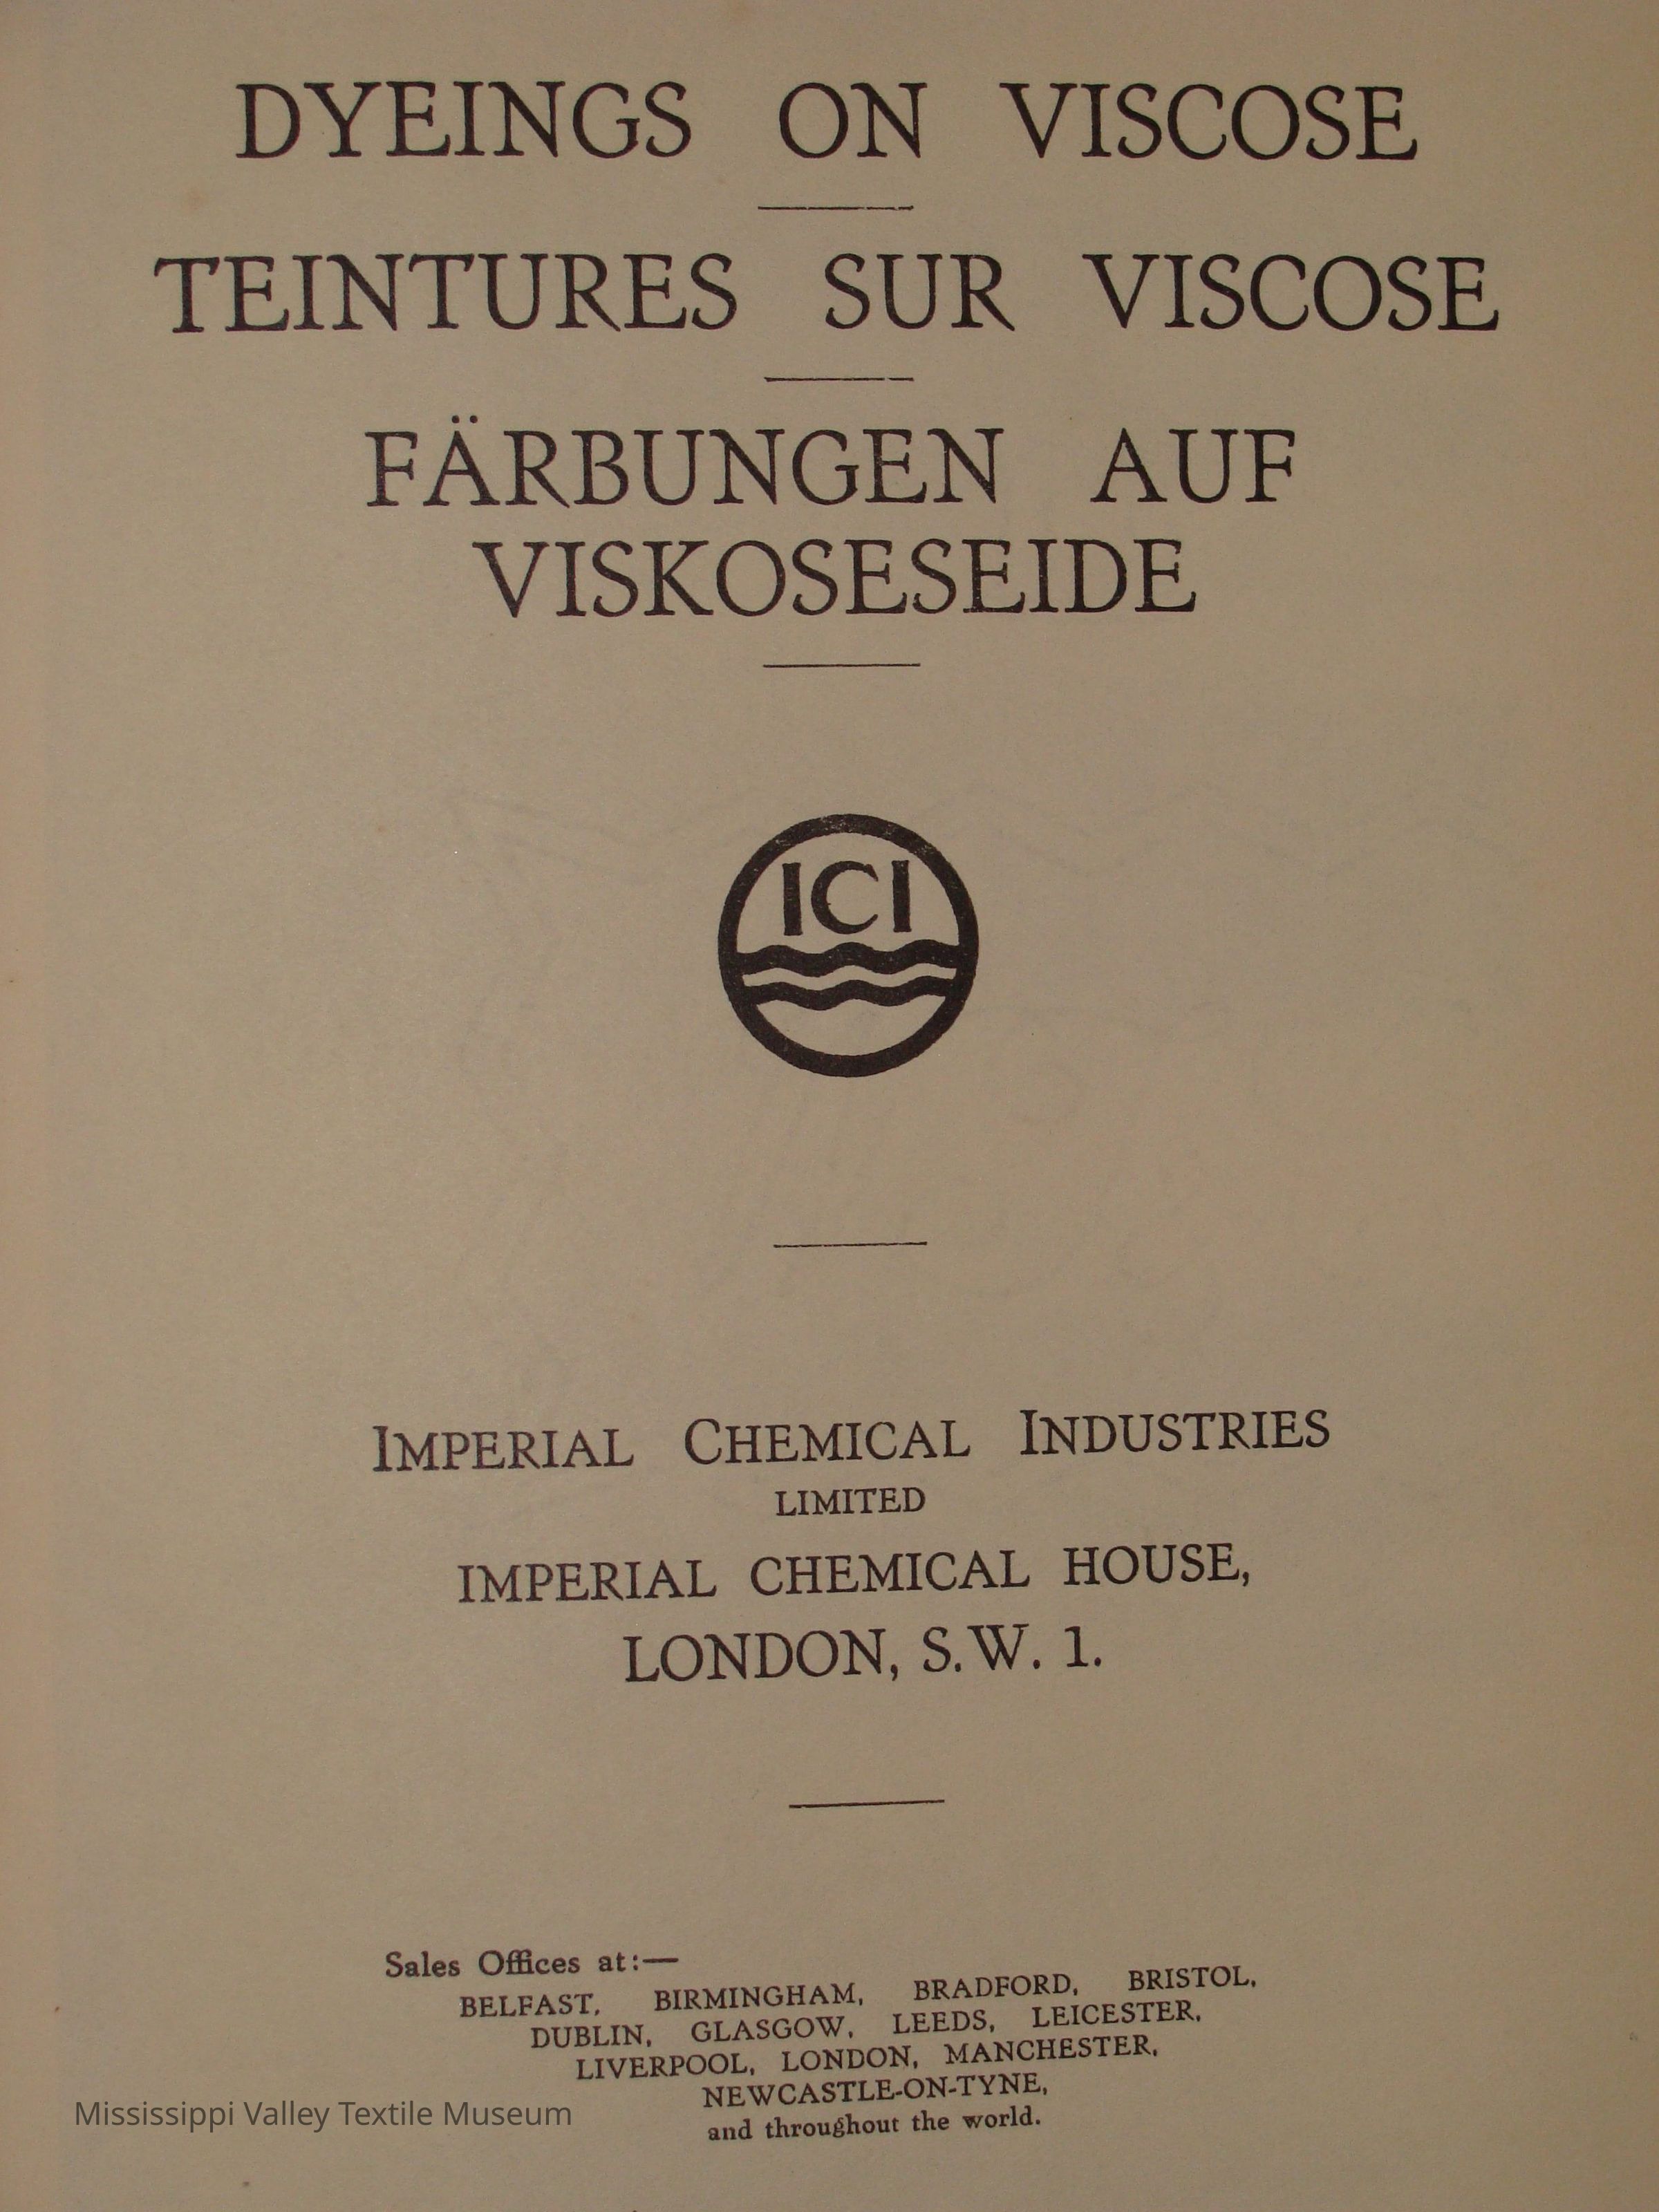 DYEINGS ON VISCOSE
TEINTURES SUR VISCOSE
FÄRBUNGEN AUF
VISKOSESEIDE
ICI
IMPERIAL CHEMICAL INDUSTRIES
LIMITED
IMPERIAL CHEMICAL HOUSE,
LONDON, S.W. 1.
Sales Offices at:—
BELFAST, BIRMINGHAM, BRADFORD, BRISTOL,
DUBLIN, GLASGOW, LEEDS, LEICESTER,
LIVERPOOL, LONDON, MANCHESTER,
NEWCASTLE-ON-TYNE,
and throughout the world.
Mississippi Valley Textile Museum